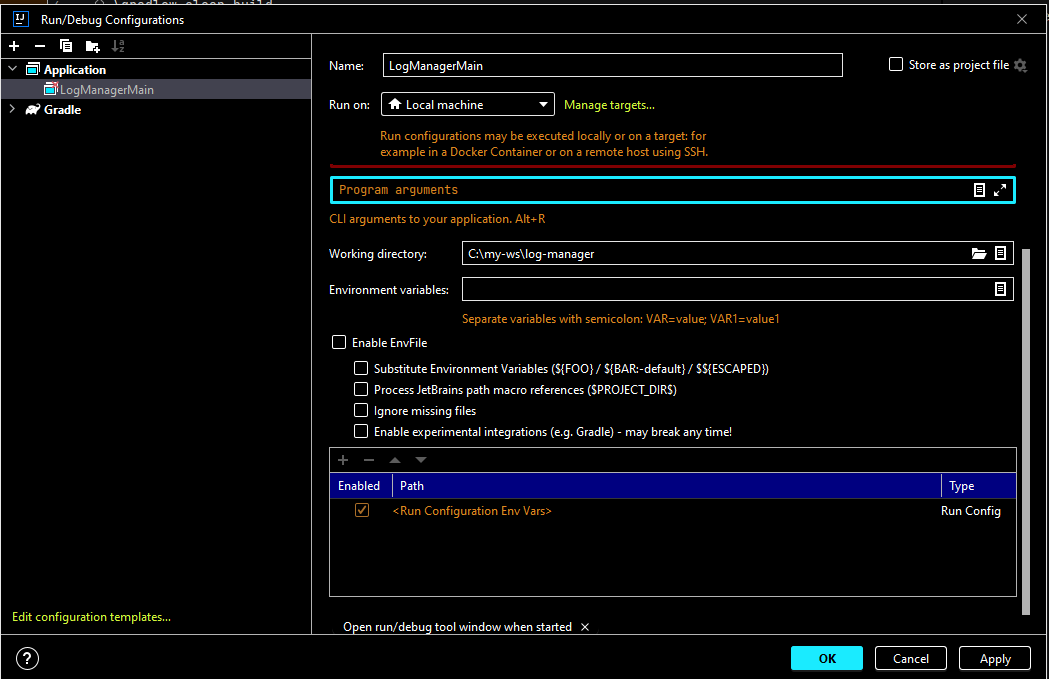 .\gradlew clean build
Run/Debug Configurations
Application
LogManagerMain
Gradle
Edit configuration templates...
Name: LogManagerMain Store as project file
Run on: Local machine Manage targets...
Run configurations may be executed locally or on a target: for
example in a Docker Container or on a remote host using SSH.
Program arguments
CLI arguments to your application. Alt+R
Working directory: C:\my-ws\log-manager
Environment variables:
Separate variables with semicolon: VAR=value; VAR1=value1
Enable EnvFile
Substitute Environment Variables (${FOO} / ${BAR:-default} / $${ESCAPED})
Process JetBrains path macro references ($PROJECT_DIR$)
Ignore missing files
Enable experimental integrations (e.g. Gradle) - may break any time!
Enabled Path Type
<Run Configuration Env Vars> Run Config
Open run/debug tool window when started
? OK Cancel Apply